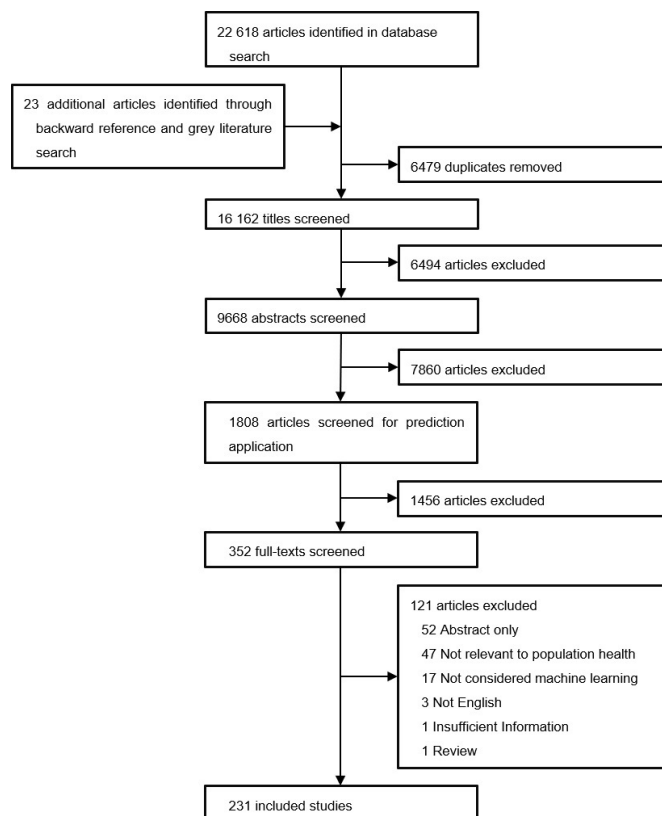 22 618 articles identified in database
search
23 additional articles identified through
backward reference and grey literature
search
6479 duplicates removed
16 162 titles screened
6494 articles excluded
9668 abstracts screened
7860 articles excluded
1808 articles screened for prediction
application
1456 articles excluded
352 full-texts screened
121 articles excluded
52 Abstract only
47 Not relevant to population health
17 Not considered machine learning
3 Not English
1 Insufficient Information
1 Review
231 included studies